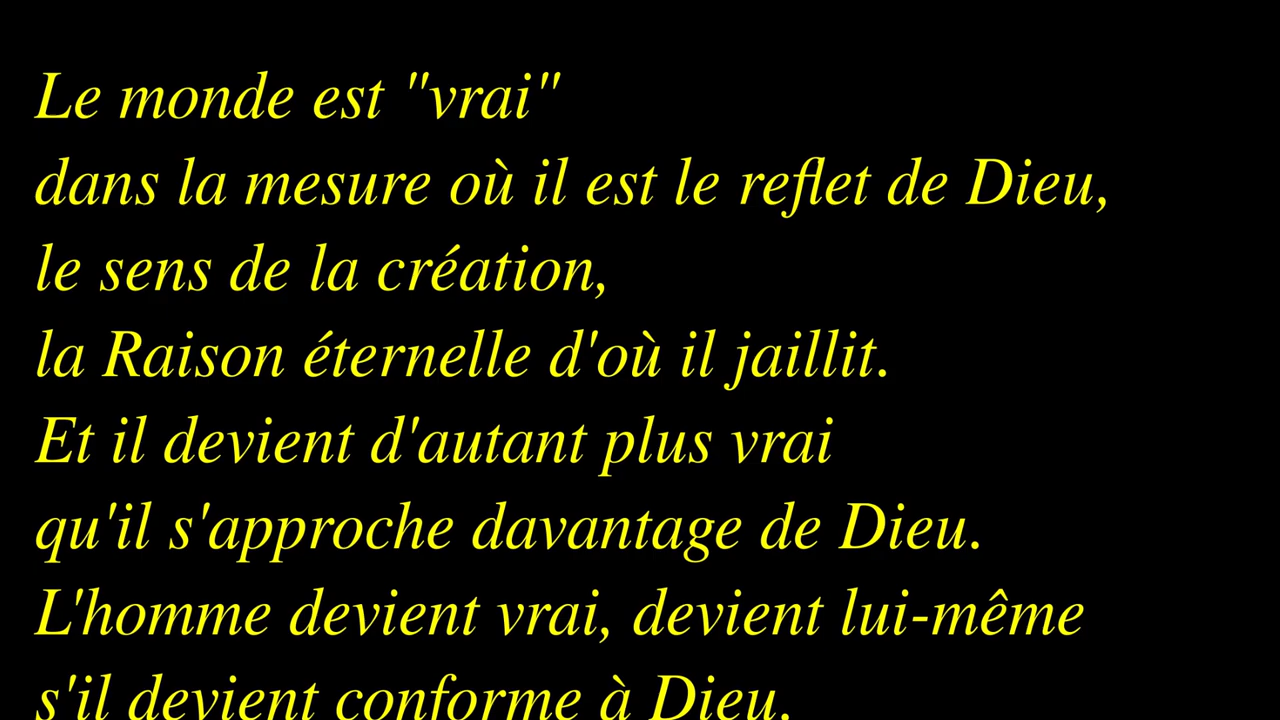 Le monde est "vrai"
dans la mesure où il est le reflet de Dieu,
le sens de la création,
la Raison éternelle d'où il jaillit.
Et il devient d'autant plus vrai
qu'il s'approche davantage de Dieu.
L'homme devient vrai, devient lui-même
s'il devient conforme à Dieu.